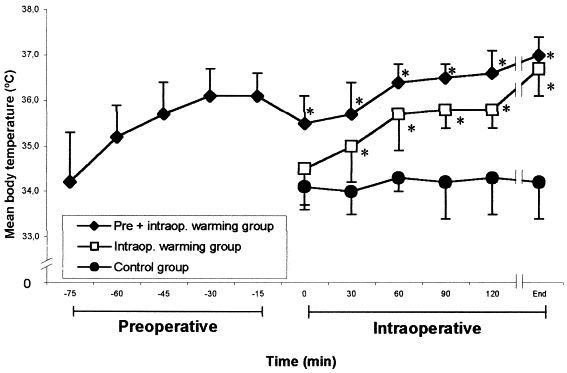 Mean body temperature (ºC)
38,0
37,0
36,0
35,0
34,0
33,0
0
* * * * * *
* * * * *
Pre + intraop. warming group
Intraop. warming group
Control group
-75 -60 -45 -30 -15 0 30 60 90 120 End
Preoperative Intraoperative
Time (min)